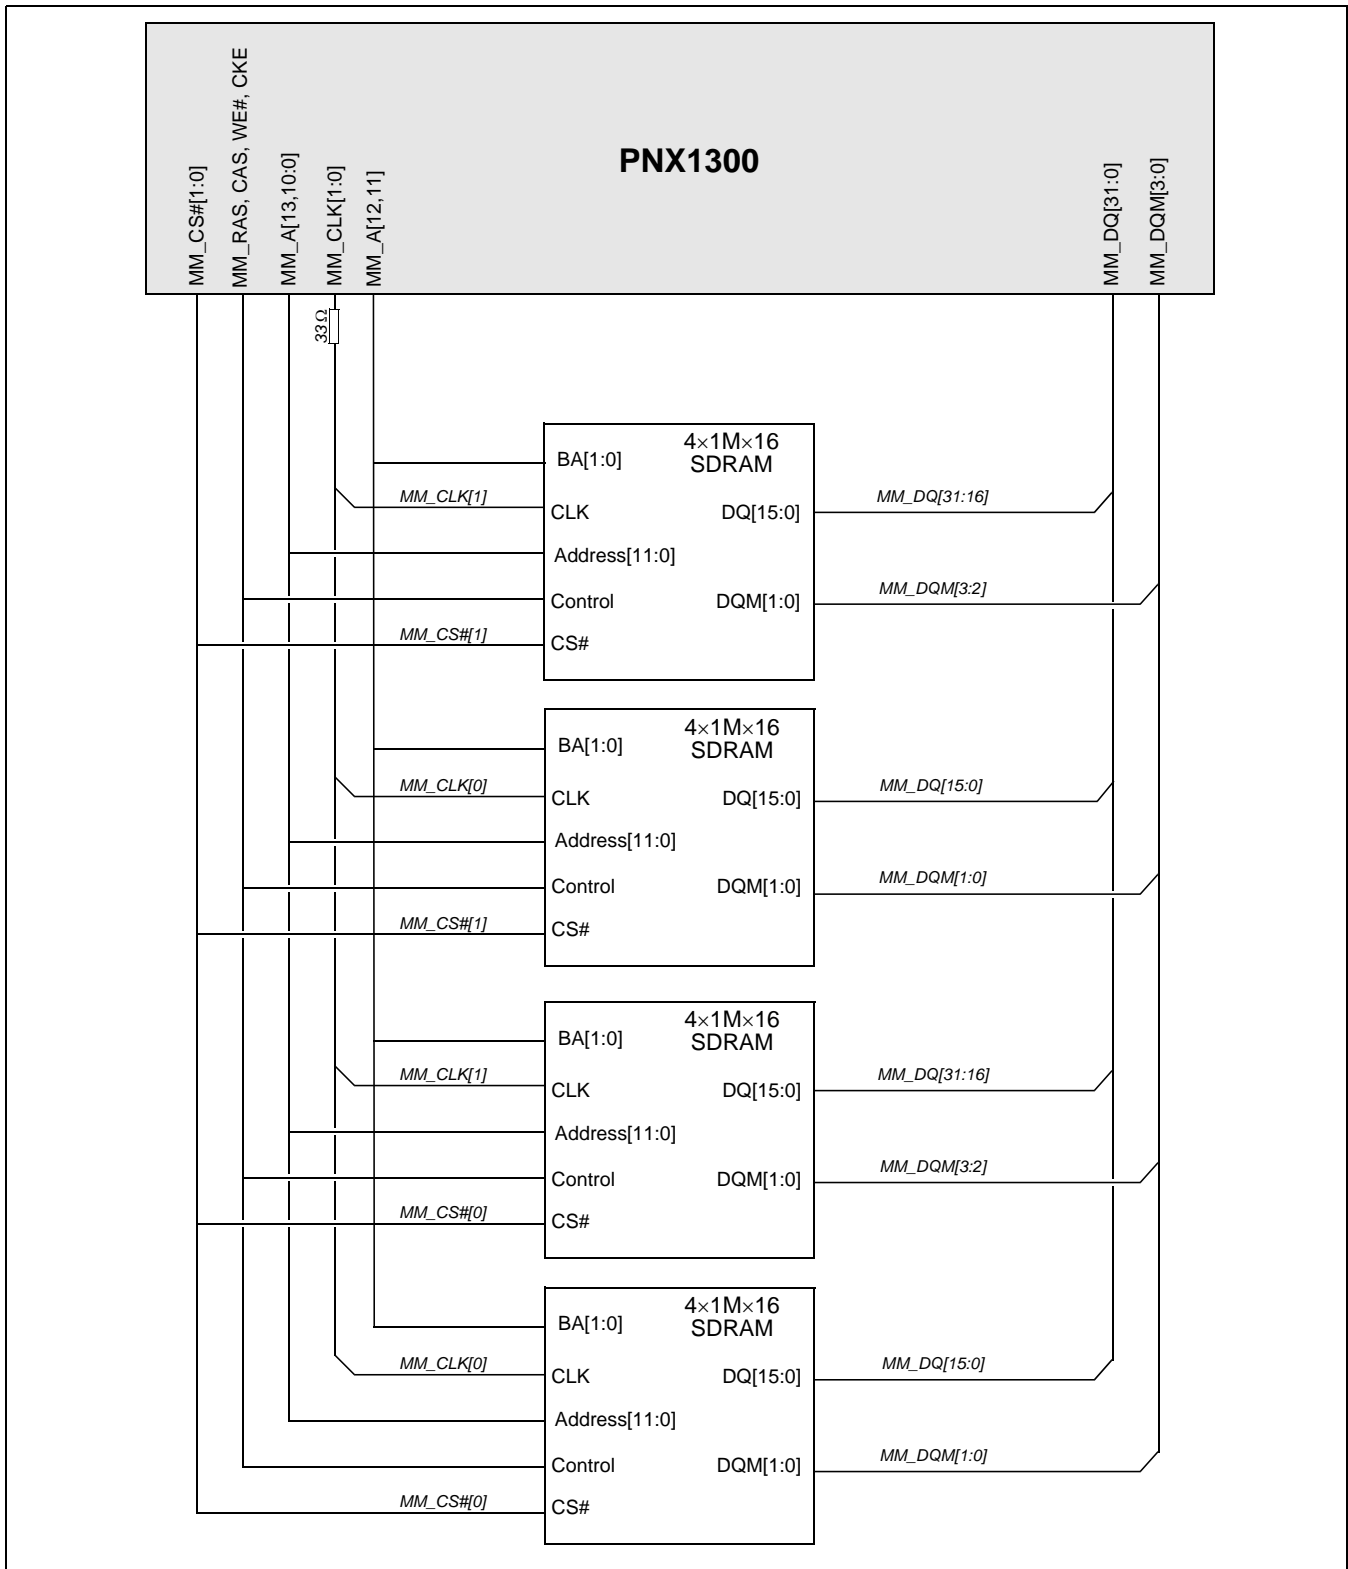 PNX1300
MM_CS#[1:0]
MM_RAS, CAS, WE#, CKE
MM_A[13,10:0]
MM_CLK[1:0]
MM_A[12,11]
MM_DQ[31:0]
MM_DQM[3:0]
33 Ω
4×1M×16
SDRAM
BA[1:0]
MM_CLK[1]
CLK
DQ[15:0]
MM_DQ[31:16]
Address[11:0]
Control
DQM[1:0]
MM_DQM[3:2]
MM_CS#[1]
CS#
4×1M×16
SDRAM
BA[1:0]
MM_CLK[0]
CLK
DQ[15:0]
MM_DQ[15:0]
Address[11:0]
Control
DQM[1:0]
MM_DQM[1:0]
MM_CS#[1]
CS#
4×1M×16
SDRAM
BA[1:0]
MM_CLK[1]
CLK
DQ[15:0]
MM_DQ[31:16]
Address[11:0]
Control
DQM[1:0]
MM_DQM[3:2]
MM_CS#[0]
CS#
4×1M×16
SDRAM
BA[1:0]
MM_CLK[0]
CLK
DQ[15:0]
MM_DQ[15:0]
Address[11:0]
Control
DQM[1:0]
MM_DQM[1:0]
MM_CS#[0]
CS#